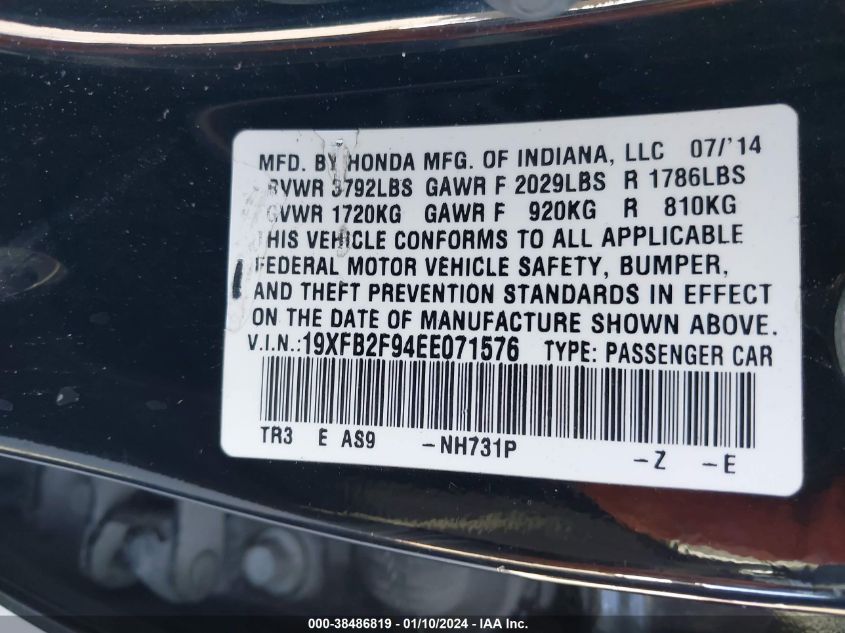 MFD. BY HONDA MFG. OF INDIANA, LLC 07/'14
GVWR 3792LBS GAWR F 2029LBS R 1786LBS
GVWR 1720KG GAWR F 920KG R 810KG
THIS VEHICLE CONFORMS TO ALL APPLICABLE
FEDERAL MOTOR VEHICLE SAFETY, BUMPER,
AND THEFT PREVENTION STANDARDS IN EFFECT
ON THE DATE OF MANUFACTURE SHOWN ABOVE.
V.I.N.:19XFB2F94EE071576 TYPE: PASSENGER CAR
TR3 E AS9 -NH731P -Z -E
000-38486819 - 01/10/2024 - IAA Inc.